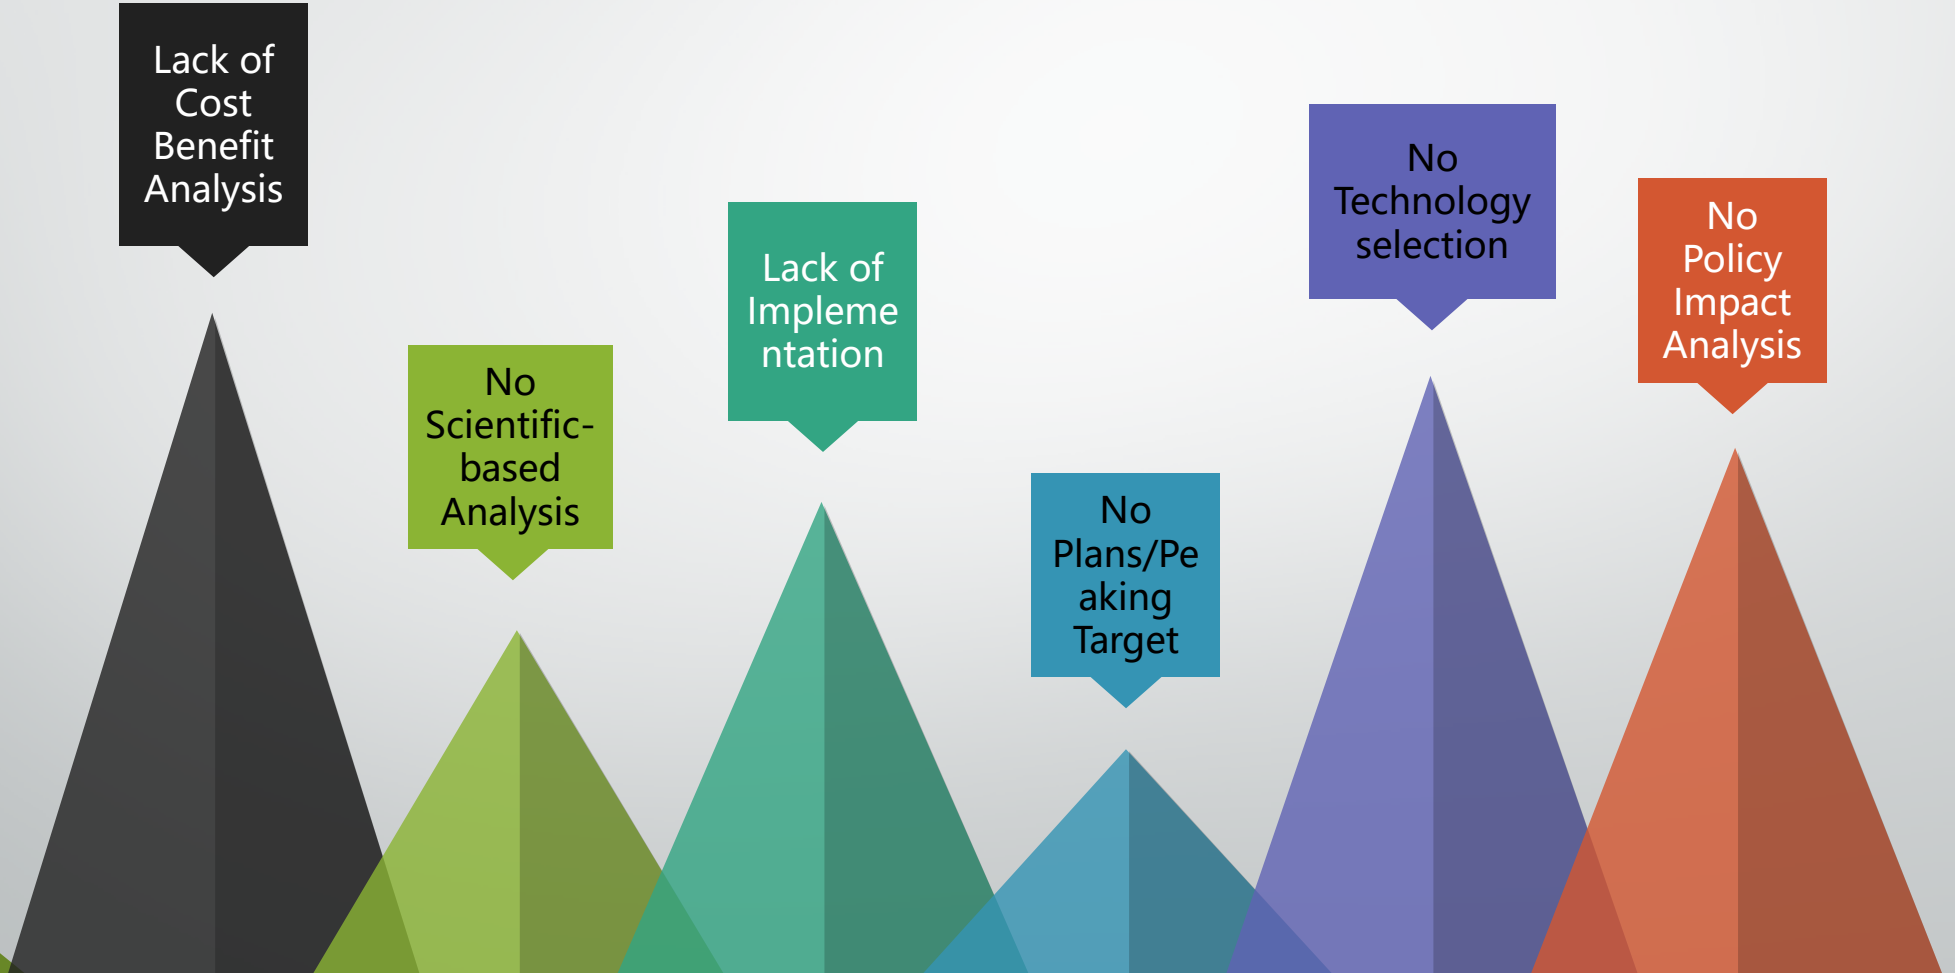 Lack of
Cost
Benefit
Analysis
No
Scientific-
based
Analysis
Lack of
Impleme
ntation
No
Plans/Pe
aking
Target
No
Technology
selection
No
Policy
Impact
Analysis